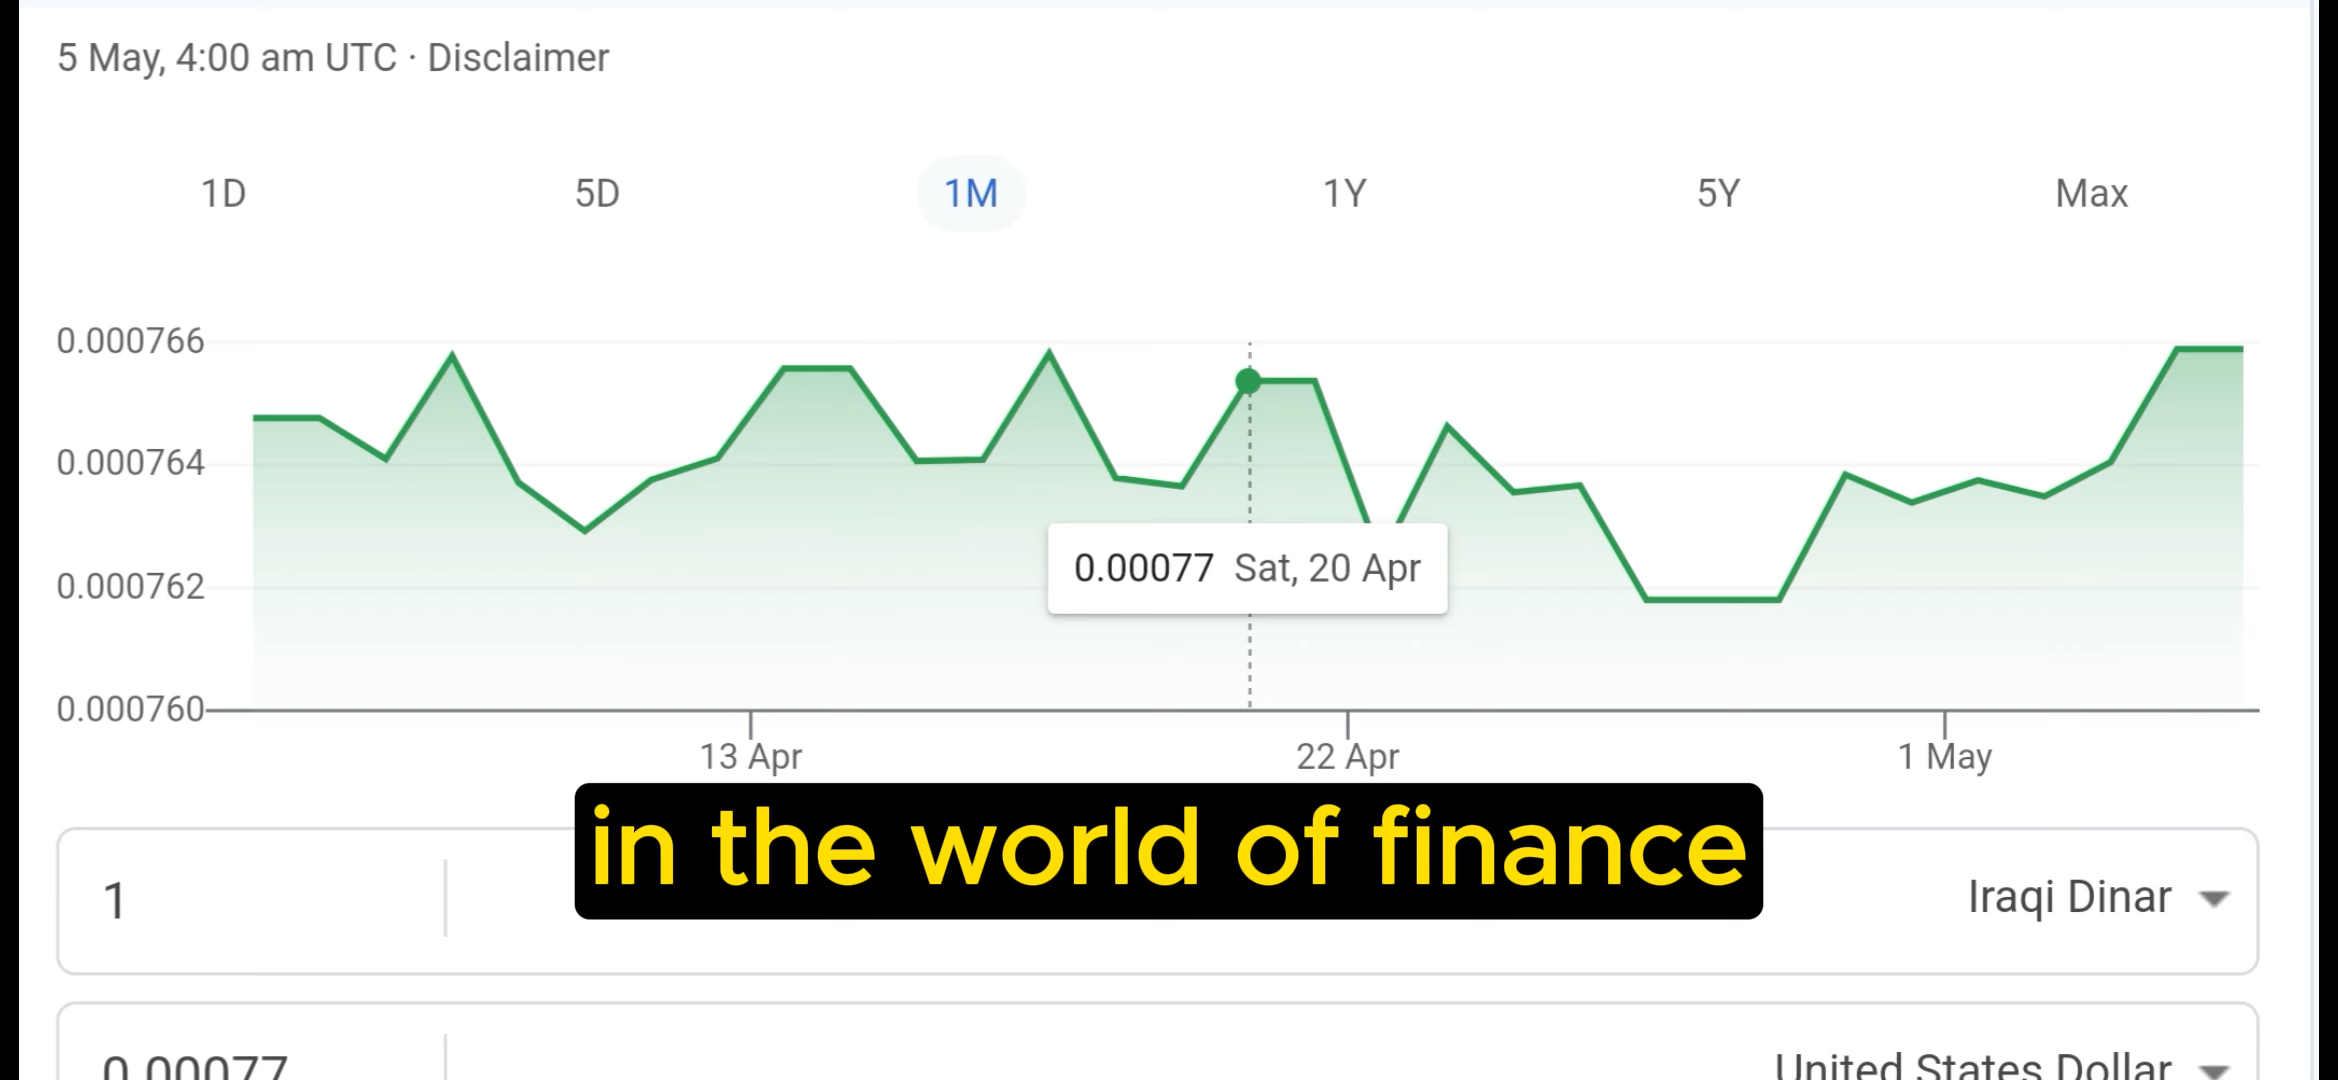 5 May, 4:00 am UTC · Disclaimer
1D 5D 1M 1Y 5Y Max
0.000766
0.000764
0.000762
0.000760
0.00077 Sat, 20 Apr
13 Apr 22 Apr 1 May
in the world of finance
1 Iraqi Dinar
0.00077 United States Dollar